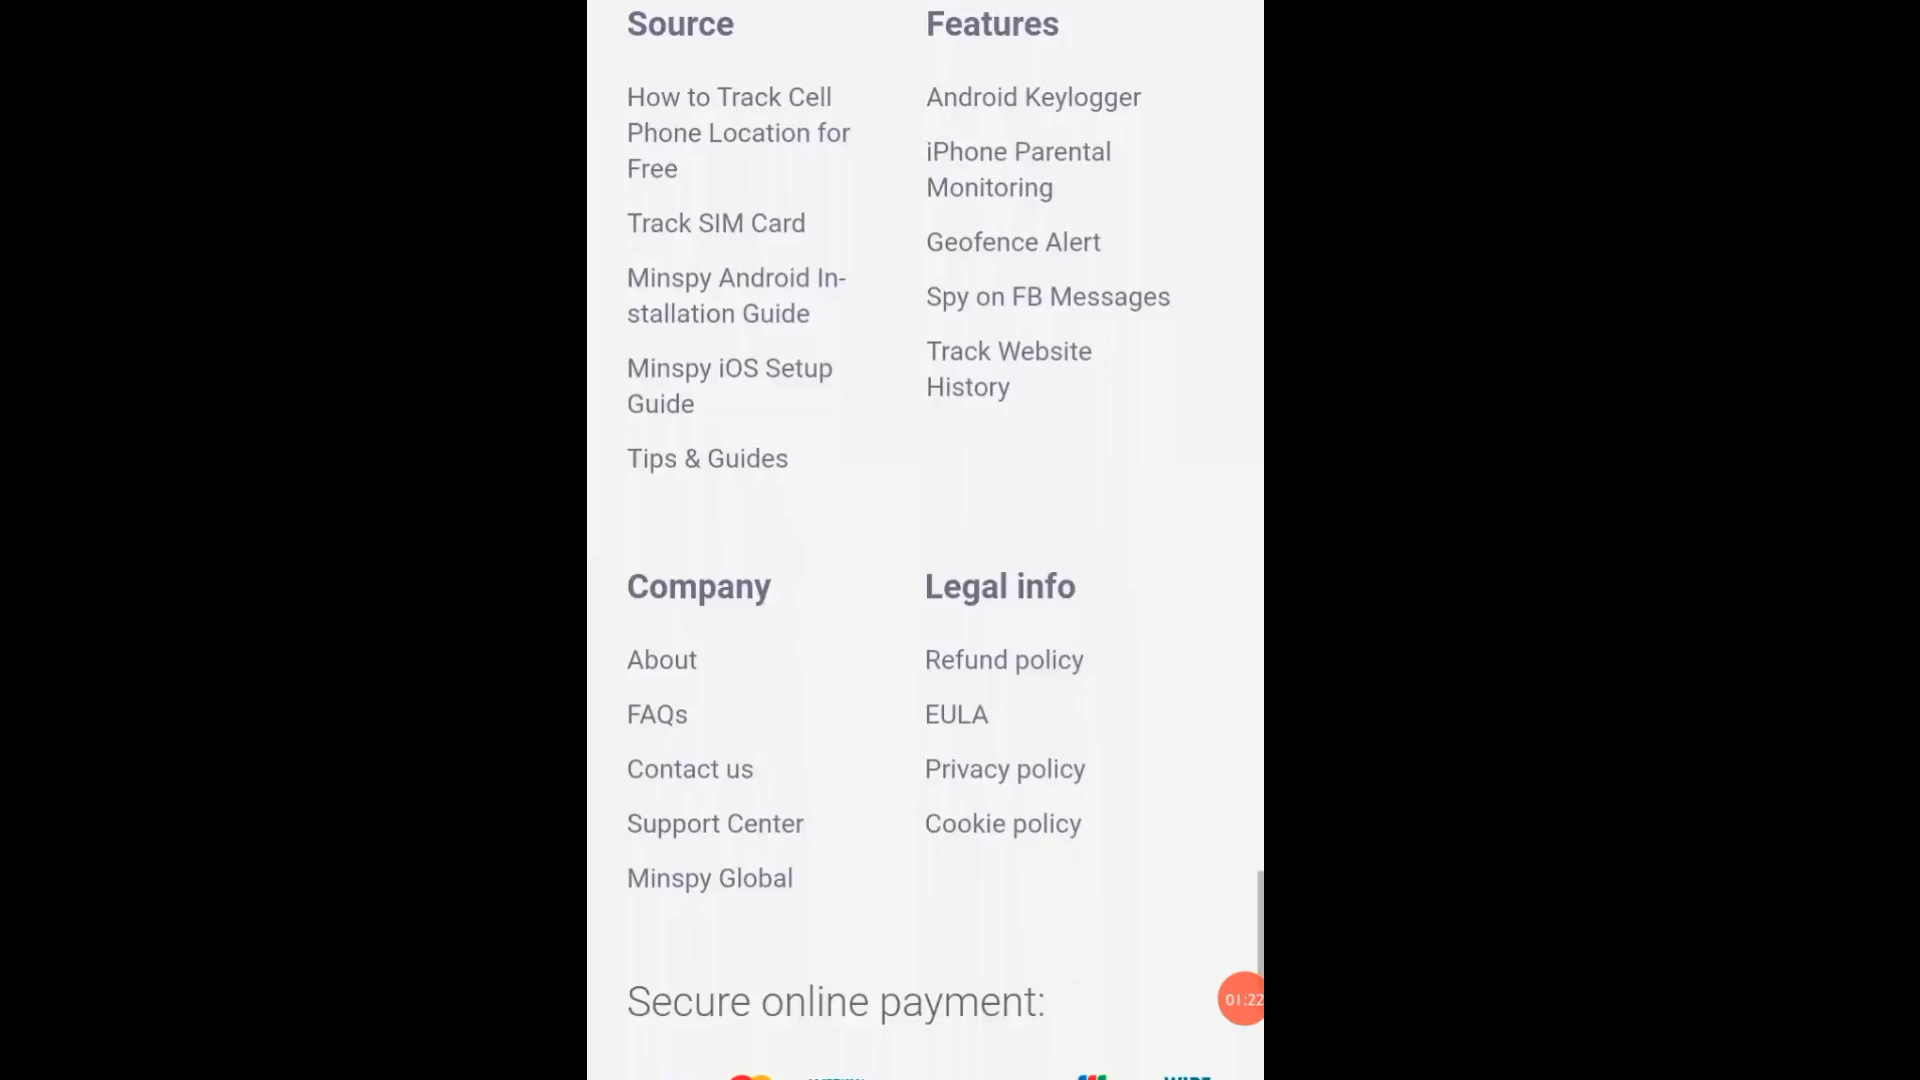 Source
How to Track Cell
Phone Location for
Free
Track SIM Card
Minspy Android In-
stallation Guide
Minspy iOS Setup
Guide
Tips & Guides
Features
Android Keylogger
iPhone Parental
Monitoring
Geofence Alert
Spy on FB Messages
Track Website
History
Company
About
FAQs
Contact us
Support Center
Minspy Global
Legal info
Refund policy
EULA
Privacy policy
Cookie policy
Secure online payment:
01:22